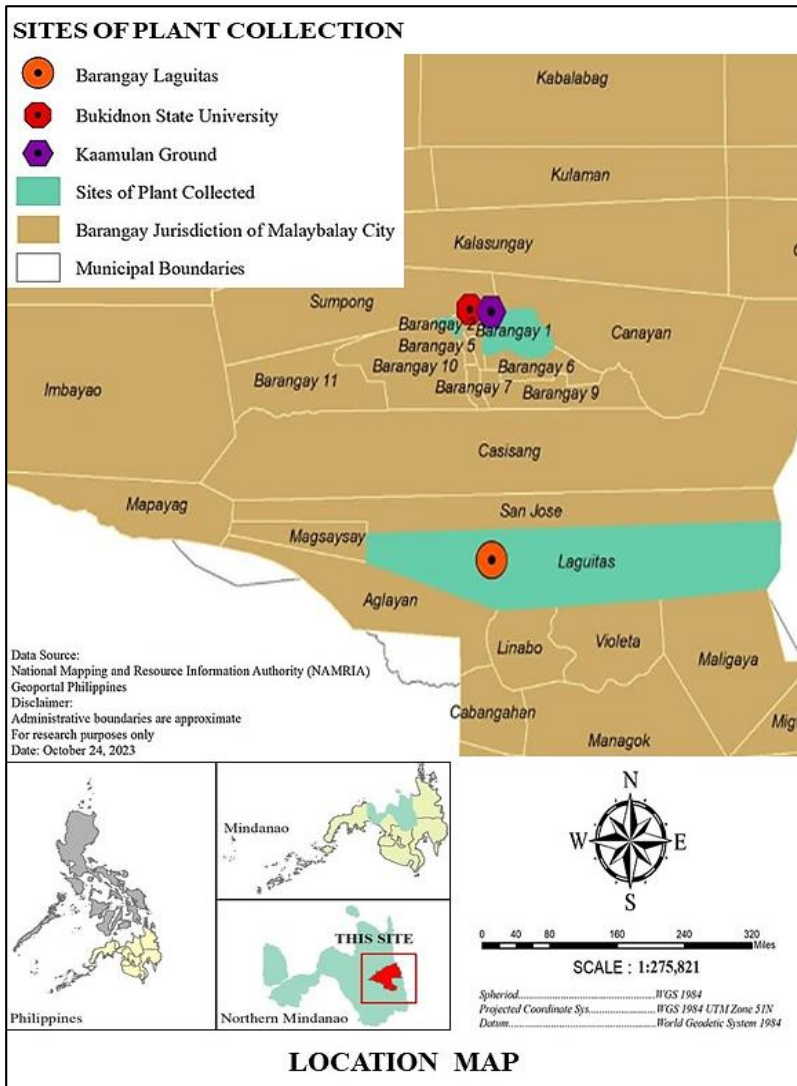 SITES OF PLANT COLLECTION
Barangay Laguitas
Bukidnon State University
Kaamulan Ground
Sites of Plant Collected
Barangay Jurisdiction of Malaybalay City
Municipal Boundaries
Kabalabag
Kulaman
Kalasungay
Sumpong
Barangay 2
Barangay 1
Canayan
Barangay 5
Barangay 10
Barangay 6
Barangay 11
Barangay 7
Barangay 9
Imbayao
Casisang
Mapayag
San Jose
Magsaysay
Laguitas
Aglayan
Linabo
Violeta
Maligaya
Cabangahan
Managok
Data Source:
National Mapping and Resource Information Authority (NAMRIA)
Geoportal Philippines
Disclaimer:
Administrative boundaries are approximate
For research purposes only
Date: October 24, 2023
Philippines
Mindanao
THIS SITE
Northern Mindanao
N
W E
S
0 40 80 160 240 320
Miles
SCALE : 1:275,821
Spheriod WGS 1984
Projected Coordinate Sys. WGS 1984 UTM Zone 51N
Datum World Geodetic System 1984
LOCATION MAP